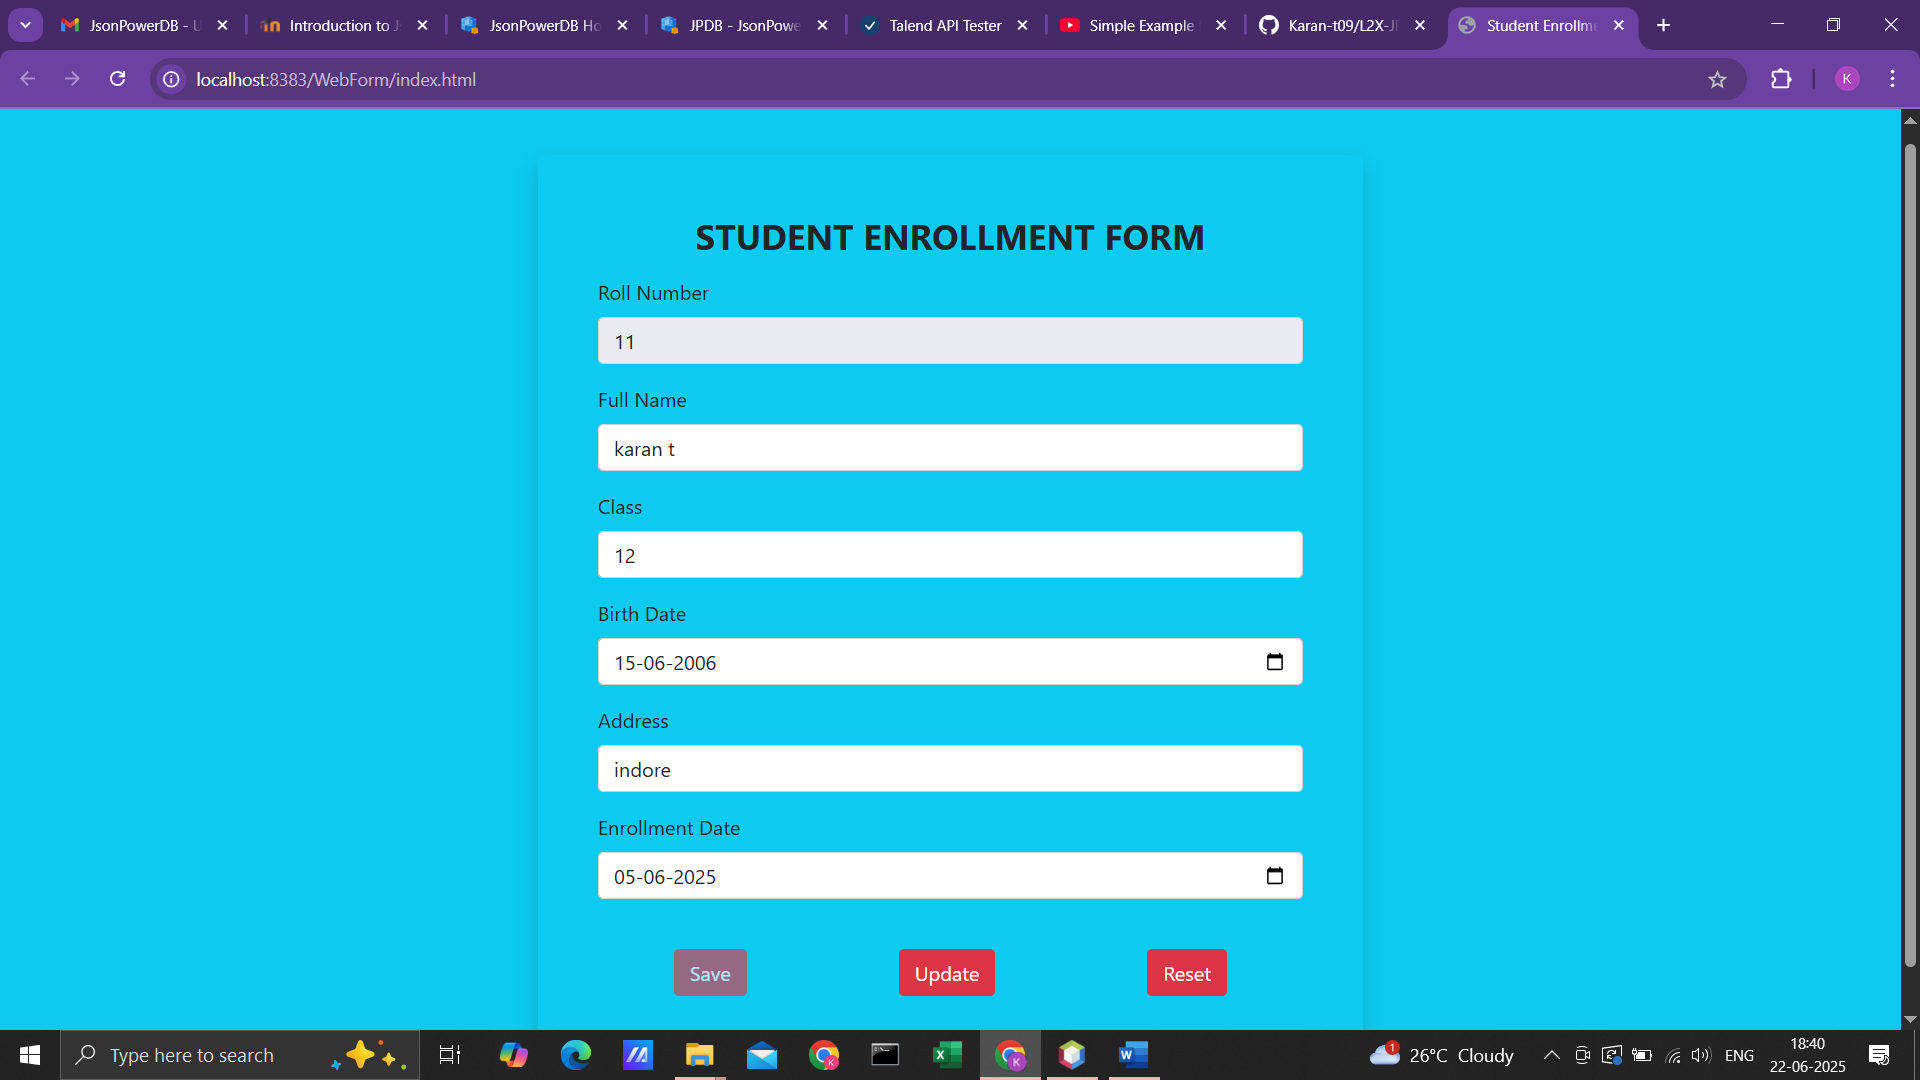 JsonPowerDB - U
Introduction to J
JsonPowerDB Ho
JPDB - JsonPowe
Talend API Tester
Simple Example
Karan-t09/L2X-JP
Student Enrollme
localhost:8383/WebForm/index.html
K
STUDENT ENROLLMENT FORM
Roll Number
11
Full Name
karan t
Class
12
Birth Date
15-06-2006
Address
indore
Enrollment Date
05-06-2025
Save
Update
Reset
Type here to search
1
26°C Cloudy
ENG
18:40
22-06-2025